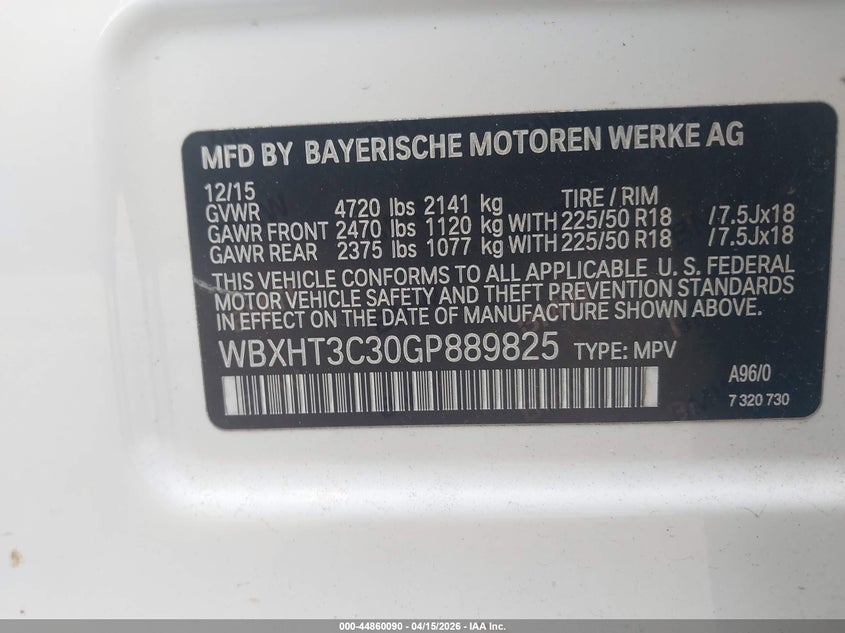 MFD BY BAYERISCHE MOTOREN WERKE AG
12/15 TIRE / RIM
GVWR 4720 lbs 2141 kg
GAWR FRONT 2470 lbs 1120 kg WITH 225/50 R18 /7.5Jx18
GAWR REAR 2375 lbs 1077 kg WITH 225/50 R18 /7.5Jx18
THIS VEHICLE CONFORMS TO ALL APPLICABLE U. S. FEDERAL
MOTOR VEHICLE SAFETY AND THEFT PREVENTION STANDARDS
IN EFFECT ON THE DATE OF MANUFACTURE SHOWN ABOVE.
WBXHT3C30GP889825 TYPE: MPV
A96/0
7 320 730
000-44860090 - 04/15/2026 - IAA Inc.